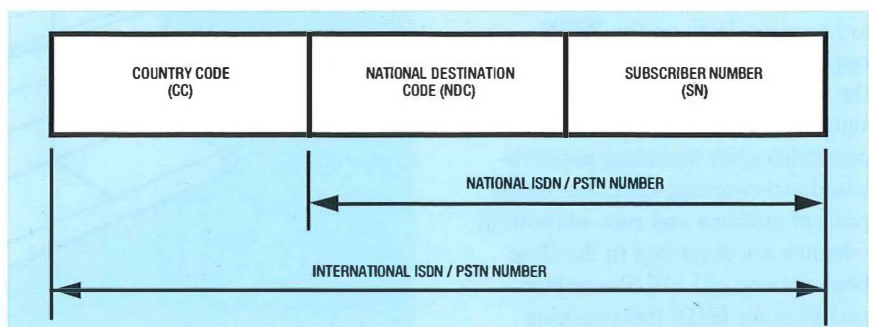 COUNTRY CODE
(CC)
NATIONAL DESTINATION
CODE (NDC)
SUBSCRIBER NUMBER
(SN)
NATIONAL ISDN / PSTN NUMBER
INTERNATIONAL ISDN / PSTN NUMBER